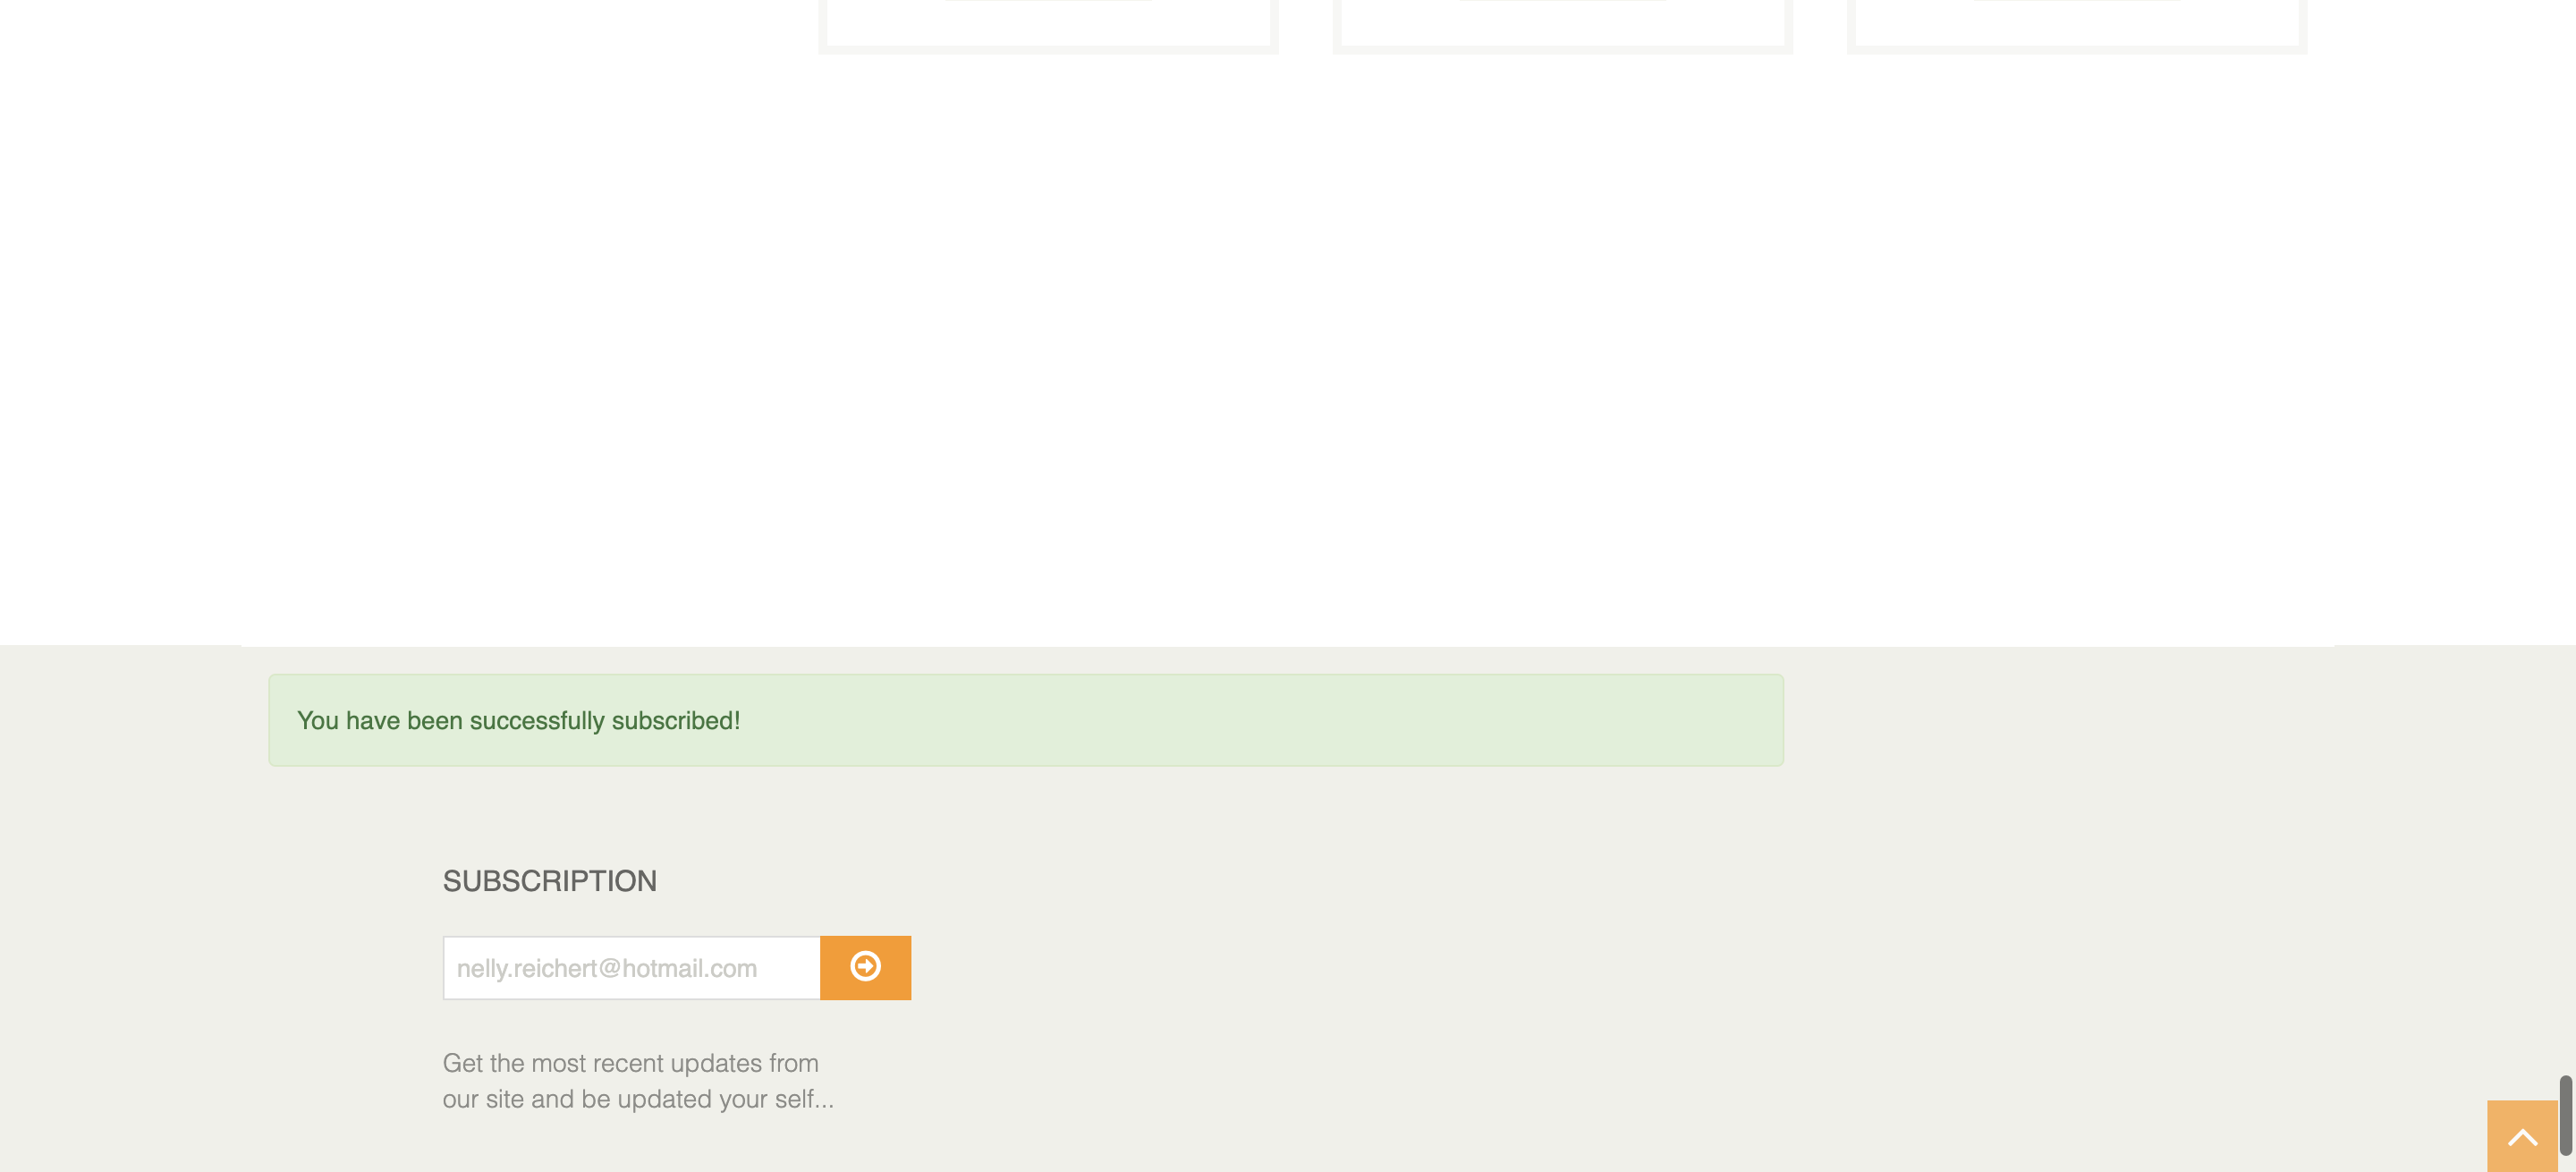 You have been successfully subscribed!
SUBSCRIPTION
nelly.reichert@hotmail.com
Get the most recent updates from
our site and be updated your self...